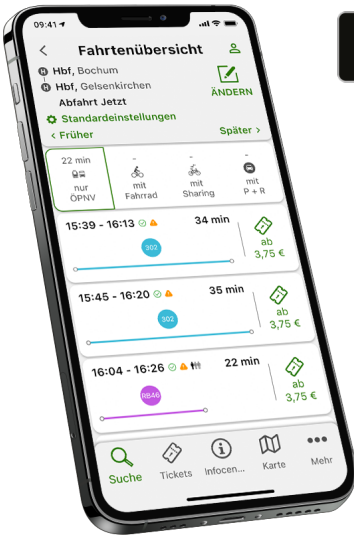 09:41
Fahrtenübersicht
Hbf, Bochum
Hbf, Gelsenkirchen
Abfahrt Jetzt
ÄNDERN
Standardeinstellungen
< Früher
Später >
22 min
nur
ÖPNV
-
mit
Fahrrad
-
mit
Sharing
-
mit
P + R
15:39 - 16:13
34 min
302
ab
3,75 €
15:45 - 16:20
35 min
302
ab
3,75 €
16:04 - 16:26
22 min
RB46
ab
3,75 €
Suche
Tickets
Infocen...
Karte
Mehr